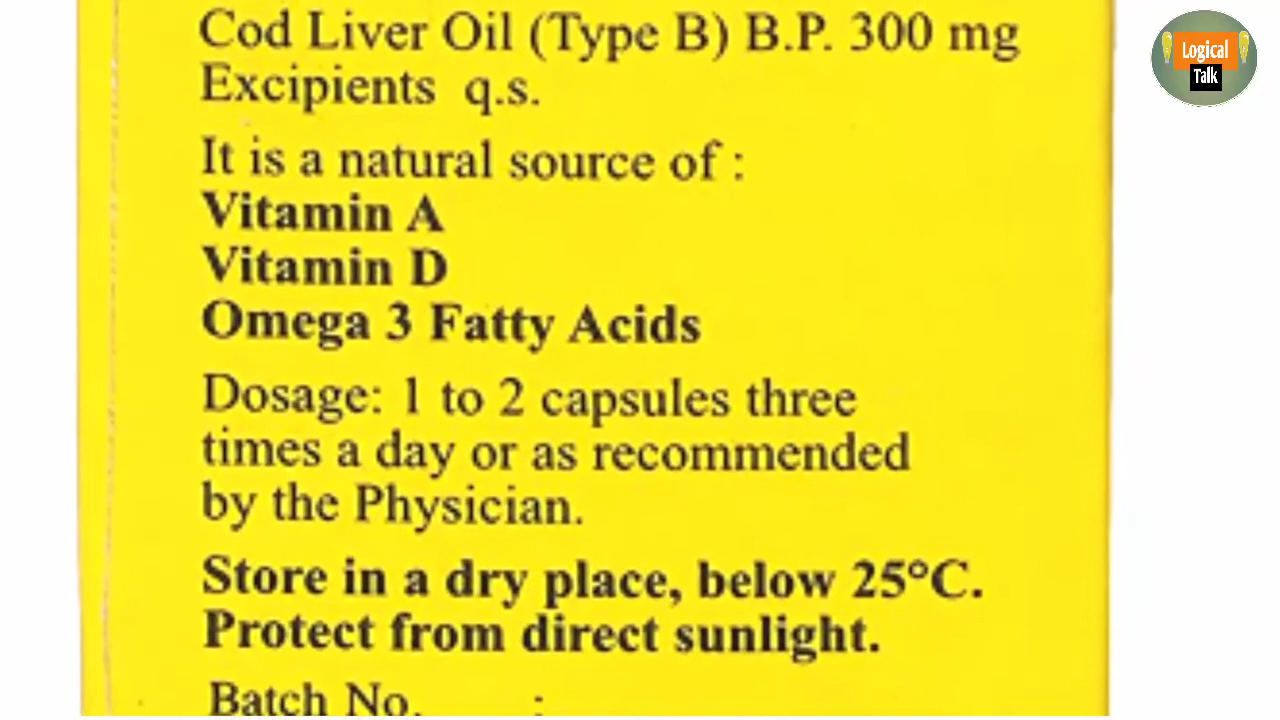 Cod Liver Oil (Type B) B.P. 300 mg
Excipients q.s.
It is a natural source of :
Vitamin A
Vitamin D
Omega 3 Fatty Acids
Dosage: 1 to 2 capsules three
times a day or as recommended
by the Physician.
Store in a dry place, below 25°C.
Protect from direct sunlight.
Batch No. :
Logical
Talk